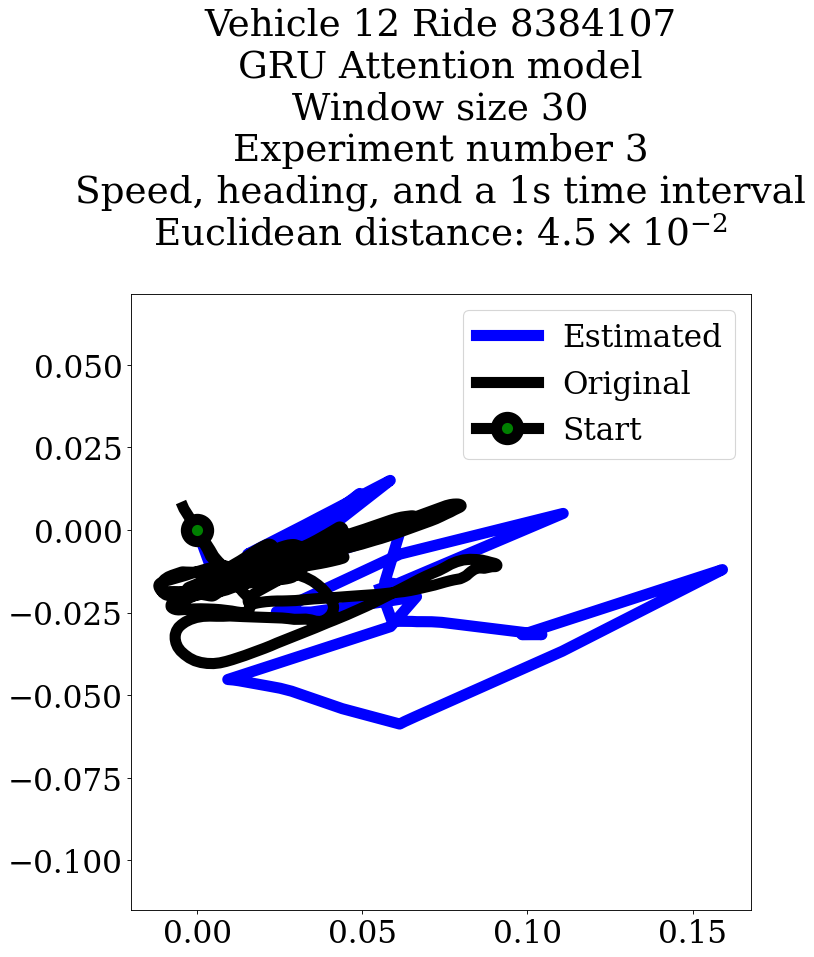 Vehicle 12 Ride 8384107
GRU Attention model
Window size 30
Experiment number 3
Speed, heading, and a 1s time interval
Euclidean distance: 4.5 × 10⁻²
Estimated
Original
Start
0.050
0.025
0.000
−0.025
−0.050
−0.075
−0.100
0.00 0.05 0.10 0.15